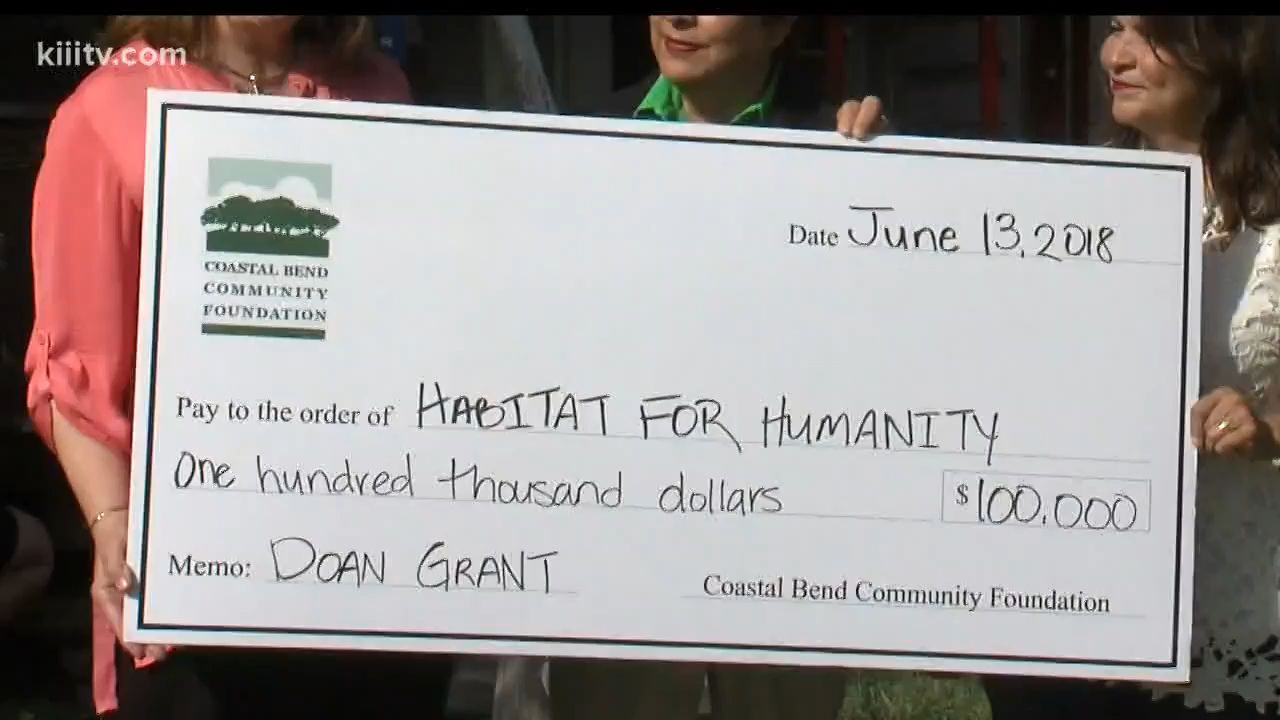 kiiitv.com
COASTAL BEND
COMMUNITY
FOUNDATION
Date June 13, 2018
Pay to the order of HABITAT FOR HUMANITY
One hundred thousand dollars $100,000
Memo: DOAN GRANT Coastal Bend Community Foundation